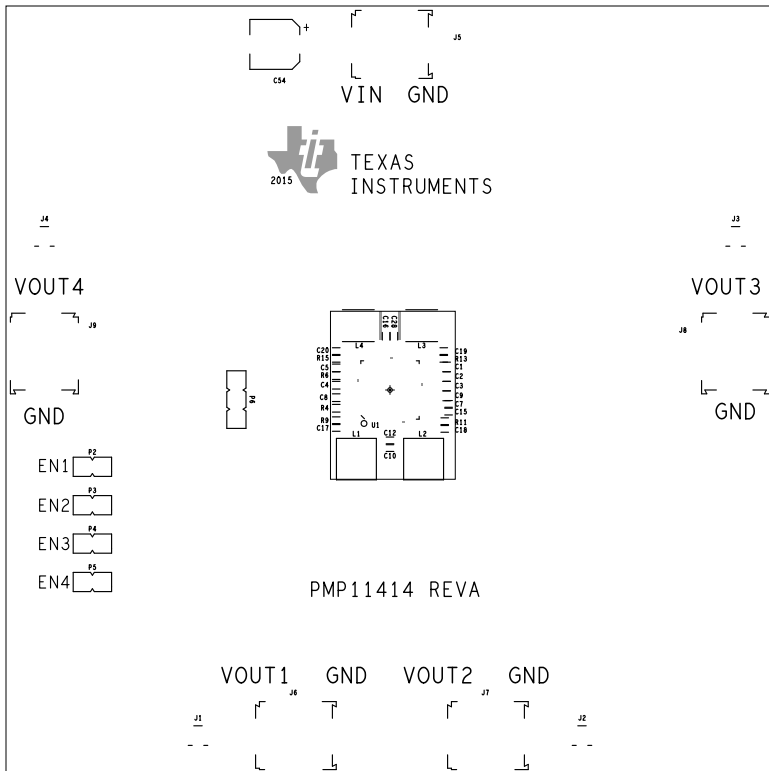 +
J5
C54
VIN GND
2015
TEXAS
INSTRUMENTS
J4
J3
VOUT4
VOUT3
J9
J8
GND
GND
C16
C28
L4
L3
C20
R15
C5
R6
C4
C8
R4
R9
C17
C19
R13
C1
C2
C3
C9
C7
C15
R11
C18
U1
L1
C12
L2
C10
P6
P2
EN1
P3
EN2
P4
EN3
P5
EN4
PMP11414 REVA
VOUT1 GND
VOUT2 GND
J6
J7
J1
J2